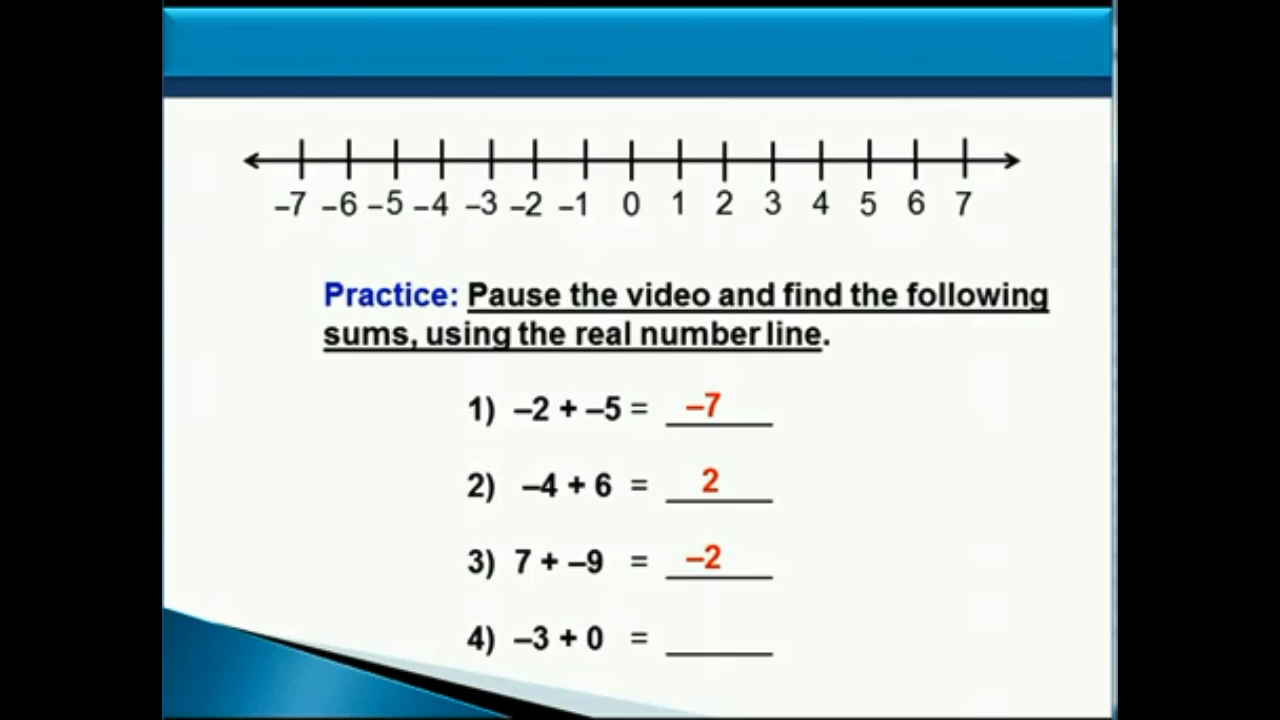 –7 –6 –5 –4 –3 –2 –1 0 1 2 3 4 5 6 7
Practice: Pause the video and find the following
sums, using the real number line.
1) –2 + –5 = –7
2) –4 + 6 = 2
3) 7 + –9 = –2
4) –3 + 0 = ____